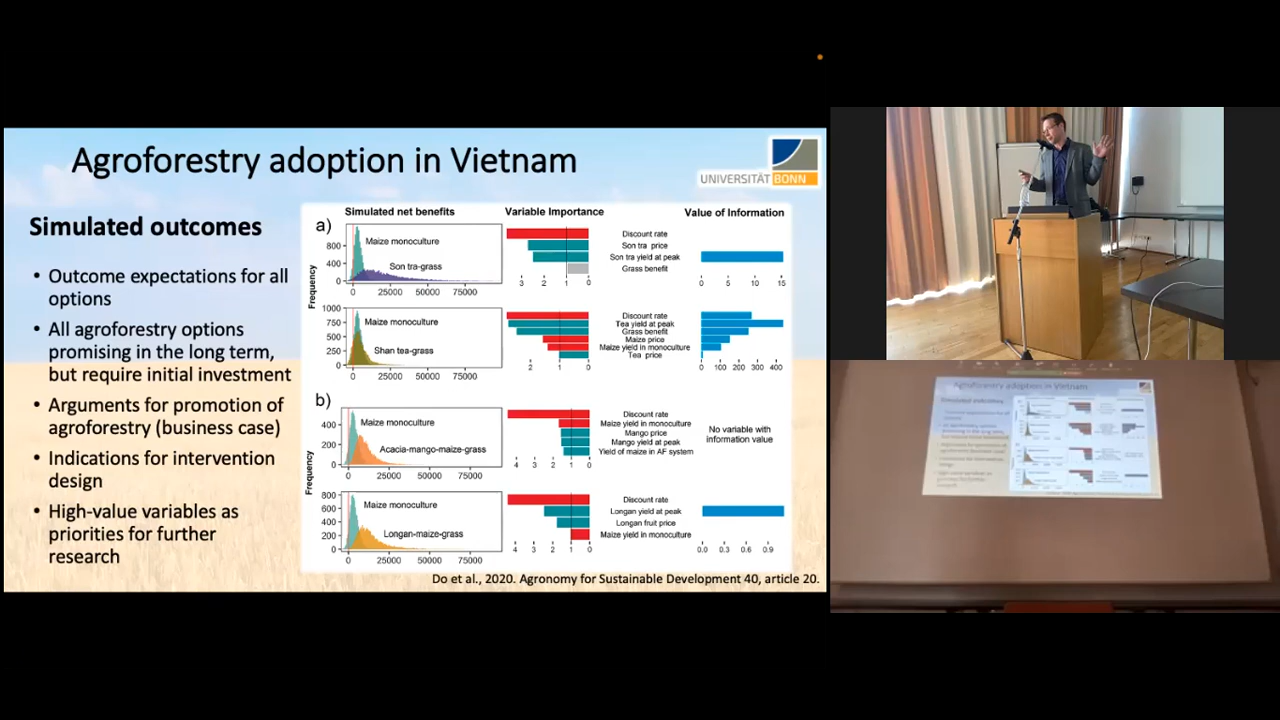 Agroforestry adoption in Vietnam
UNIVERSITÄT BONN
Simulated outcomes
• Outcome expectations for all
options
• All agroforestry options
promising in the long term,
but require initial investment
• Arguments for promotion of
agroforestry (business case)
• Indications for intervention
design
• High-value variables as
priorities for further
research
Simulated net benefits
Variable Importance
Value of Information
a)
Frequency
800
400
0
Maize monoculture
Son tra-grass
0 25000 50000 75000
3 2 1 0
Discount rate
Son tra price
Son tra yield at peak
Grass benefit
0 5 10 15
1000
750
500
250
0
Maize monoculture
Shan tea-grass
0 25000 50000 75000
2 1 0
Discount rate
Tea yield at peak
Grass benefit
Maize price
Maize yield in monoculture
Tea price
0 100 200 300 400
b)
Frequency
400
200
0
Maize monoculture
Acacia-mango-maize-grass
0 25000 50000 75000
4 3 2 1 0
Discount rate
Maize yield in monoculture
Mango price
Mango yield at peak
Yield of maize in AF system
No variable with
information value
800
600
400
200
0
Maize monoculture
Longan-maize-grass
0 25000 50000 75000
4 3 2 1 0
Discount rate
Longan yield at peak
Longan fruit price
Maize yield in monoculture
0.0 0.3 0.6 0.9
Do et al., 2020. Agronomy for Sustainable Development 40, article 20.
Agroforestry adoption in Vietnam